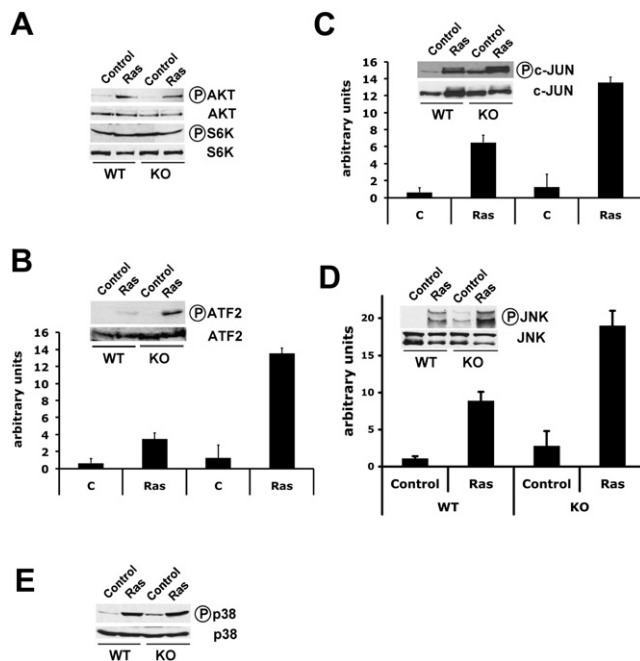 A
Control Ras Control Ras
Ⓟ AKT
AKT
Ⓟ S6K
S6K
WT KO
B
Control Ras Control Ras
Ⓟ ATF2
ATF2
WT KO
arbitrary units
16
14
12
10
8
6
4
2
0
C Ras C Ras
C
Control Ras Control Ras
Ⓟ c-JUN
c-JUN
WT KO
arbitrary units
16
14
12
10
8
6
4
2
0
C Ras C Ras
D
Control Ras Control Ras
Ⓟ JNK
JNK
WT KO
arbitrary units
20
15
10
5
0
Control Ras Control Ras
WT KO
E
Control Ras Control Ras
Ⓟ p38
p38
WT KO